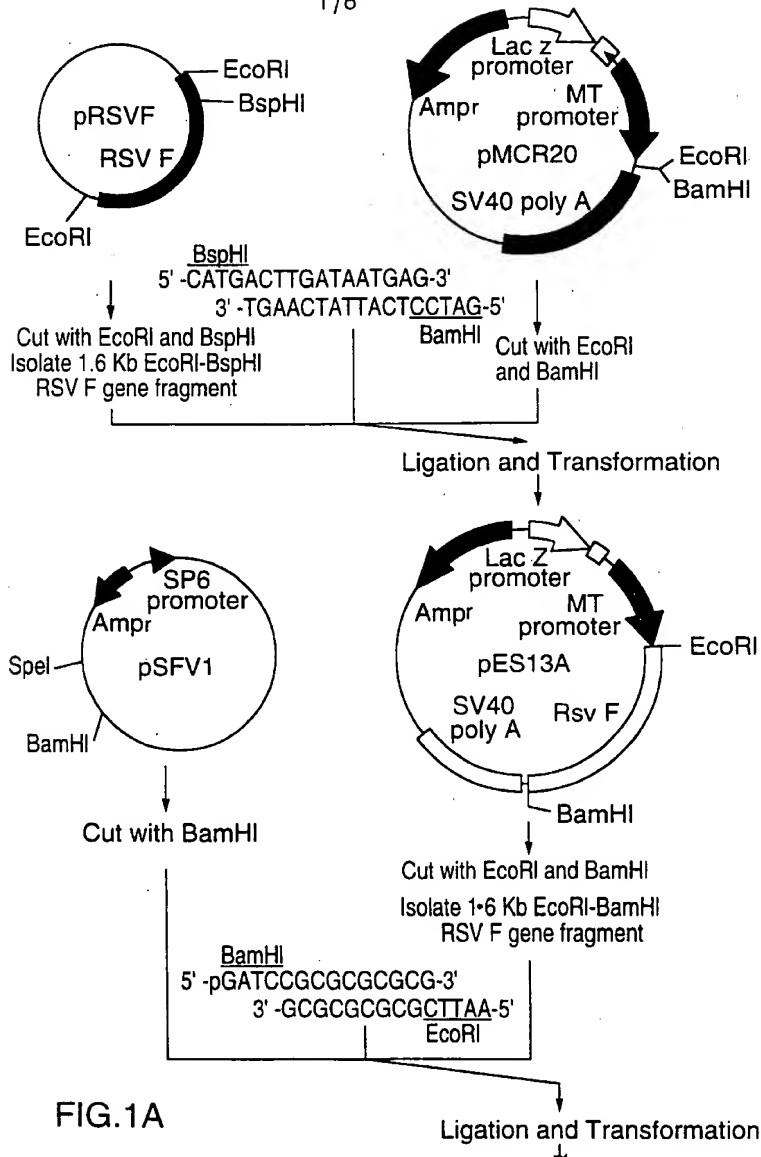 1/8
EcoRI
BspHI
pRSVF
RSV F
EcoRI
Lac z
promoter
Ampr
MT
promoter
pMCR20
EcoRI
BamHI
SV40 poly A
BspHI
5' -CATGACTTGATAATGAG-3'
3' -TGAACTATTACTCCTAG-5'
BamHI
Cut with EcoRI and BspHI
Isolate 1.6 Kb EcoRI-BspHI
RSV F gene fragment
Cut with EcoRI
and BamHI
Ligation and Transformation
SP6
promoter
Ampr
SpeI
pSFV1
BamHI
Lac Z
promoter
Ampr
MT
promoter
EcoRI
pES13A
SV40
poly A
Rsv F
BamHI
Cut with BamHI
Cut with EcoRI and BamHI
Isolate 1•6 Kb EcoRI-BamHI
RSV F gene fragment
BamHI
5' -pGATCCGCGCGCGCG-3'
3' -GCGCGCGCGCTTAA-5'
EcoRI
FIG.1A
Ligation and Transformation